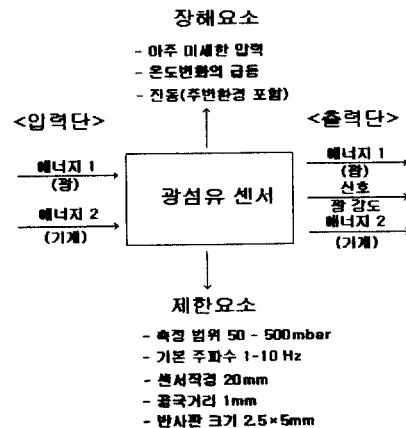 장해요소
- 아주 미세한 압력
- 온도변화의 급등
- 진동(주변환경 포함)
<입력단>
<출력단>
에너지 1
(광)
에너지 2
(기계)
광섬유 센서
에너지 1
(광)
신호
광 강도
에너지 2
(기계)
제한요소
- 측정 범위 50 - 500mbar
- 기본 주파수 1-10 Hz
- 센서직경 20mm
- 공극거리 1mm
- 반사판 크기 2.5×5mm